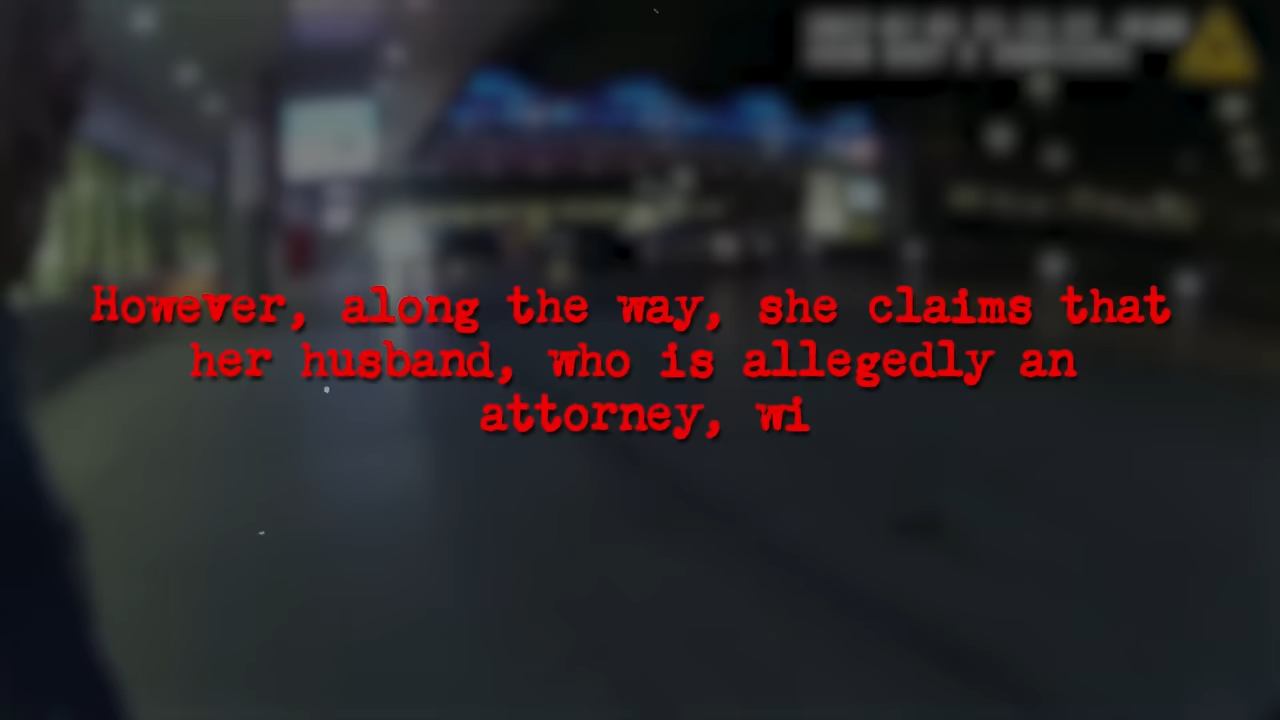 However, along the way, she claims that
her husband, who is allegedly an
attorney, wi